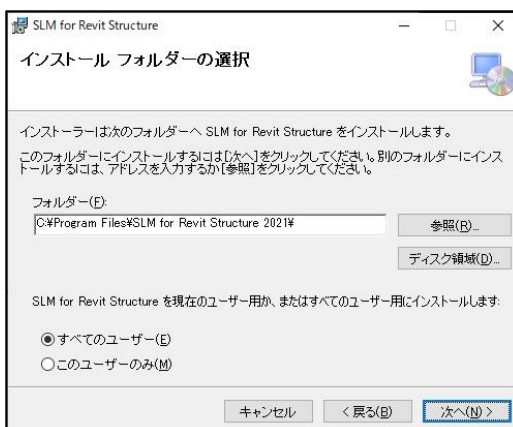 SLM for Revit Structure
インストール フォルダーの選択
インストーラーは次のフォルダーへ SLM for Revit Structure をインストールします。
このフォルダーにインストールするには[次へ]をクリックしてください。別のフォルダーにインス
トールするには、アドレスを入力するか[参照]をクリックしてください。
フォルダー(F):
C:¥Program Files¥SLM for Revit Structure 2021¥
参照(R)...
ディスク領域(D)...
SLM for Revit Structure を現在のユーザー用か、またはすべてのユーザー用にインストールします:
すべてのユーザー(E)
このユーザーのみ(M)
キャンセル
< 戻る(B)
次へ(N) >